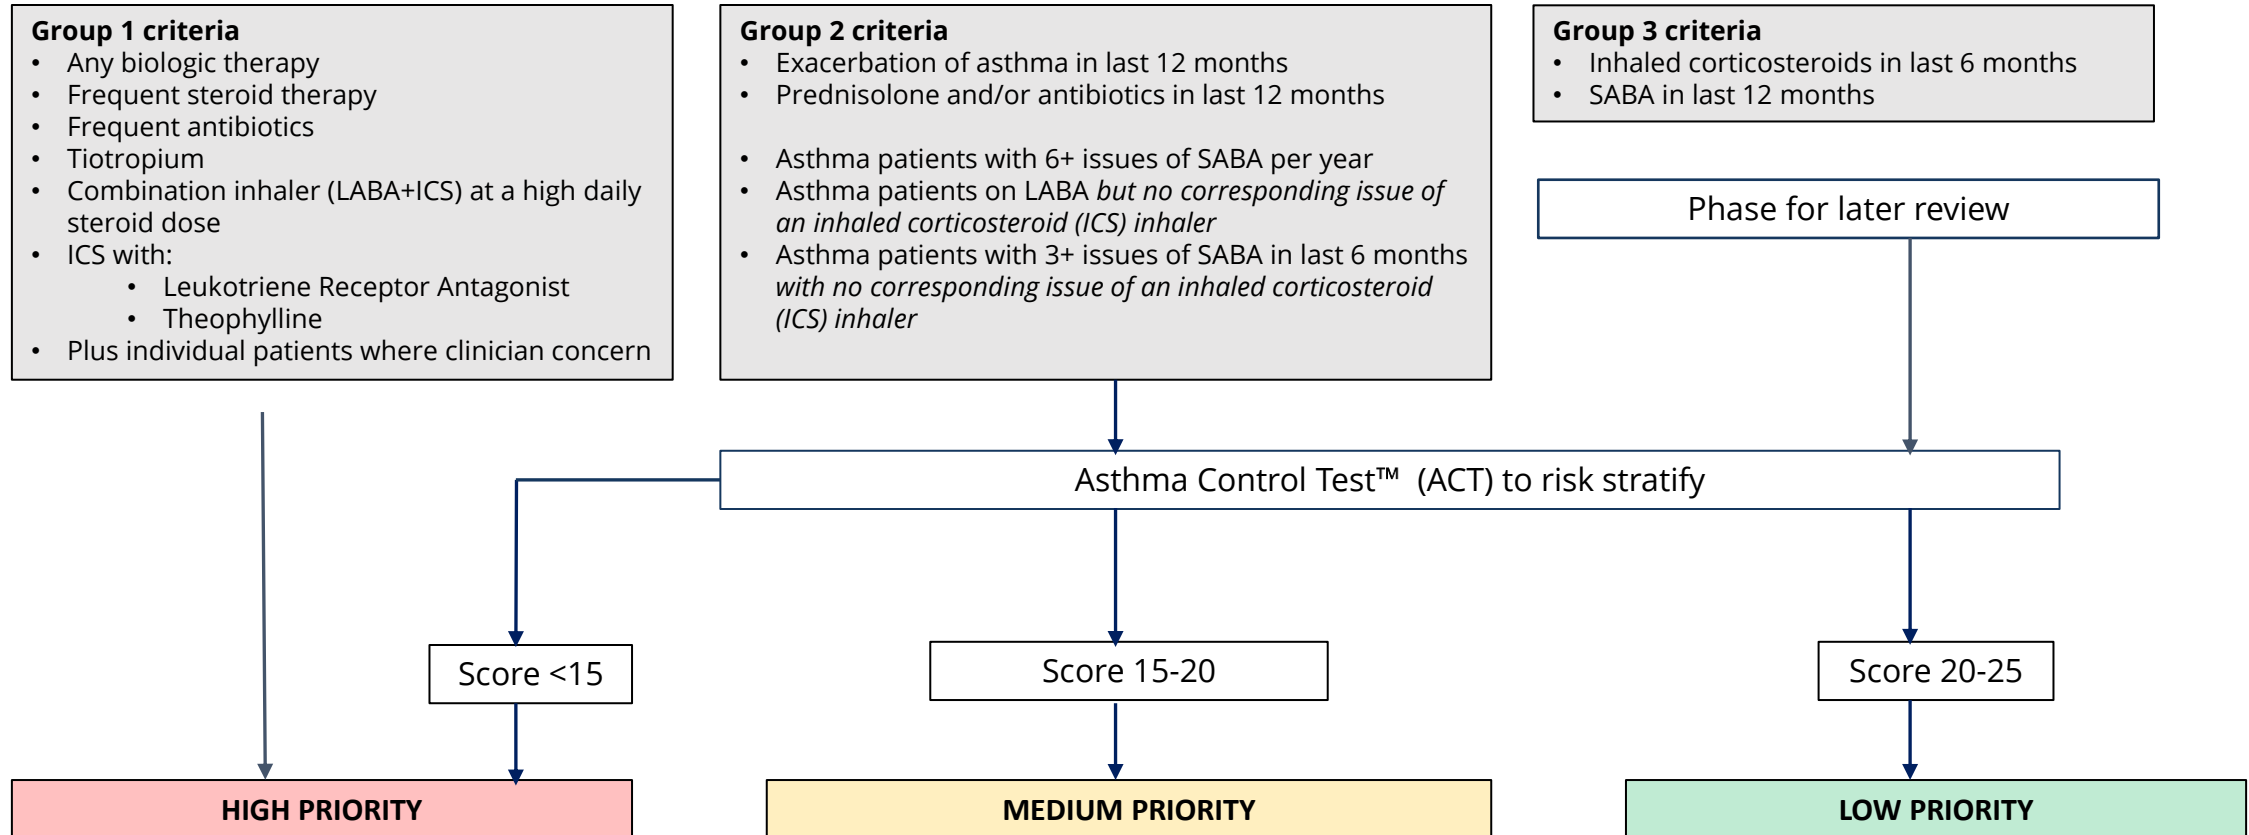 Group 1 criteria
• Any biologic therapy
• Frequent steroid therapy
• Frequent antibiotics
• Tiotropium
• Combination inhaler (LABA+ICS) at a high daily
steroid dose
• ICS with:
• Leukotriene Receptor Antagonist
• Theophylline
• Plus individual patients where clinician concern
Group 2 criteria
• Exacerbation of asthma in last 12 months
• Prednisolone and/or antibiotics in last 12 months
• Asthma patients with 6+ issues of SABA per year
• Asthma patients on LABA but no corresponding issue of
an inhaled corticosteroid (ICS) inhaler
• Asthma patients with 3+ issues of SABA in last 6 months
with no corresponding issue of an inhaled corticosteroid
(ICS) inhaler
Group 3 criteria
• Inhaled corticosteroids in last 6 months
• SABA in last 12 months
Phase for later review
Asthma Control Test™ (ACT) to risk stratify
Score <15
Score 15-20
Score 20-25
HIGH PRIORITY
MEDIUM PRIORITY
LOW PRIORITY